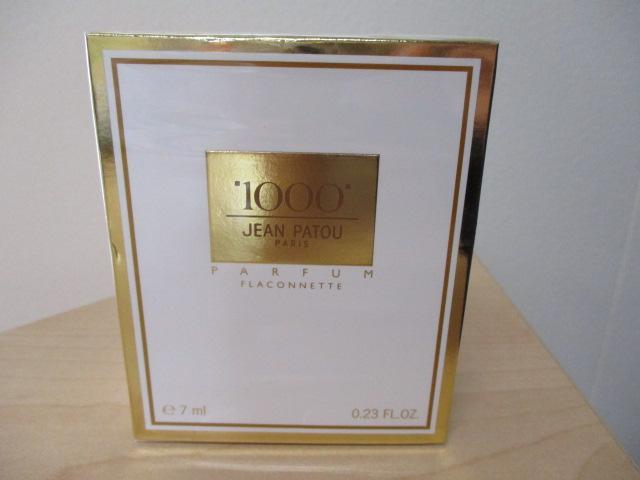 "1000"
JEAN PATOU
PARIS
PARFUM
FLACONNETTE
℮ 7 ml
0.23 FL.OZ.